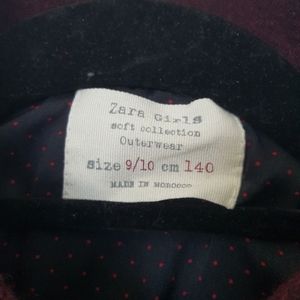 Zara Girls
soft collection
Outerwear
size 9/10 cm 140
MADE IN MOROCCO